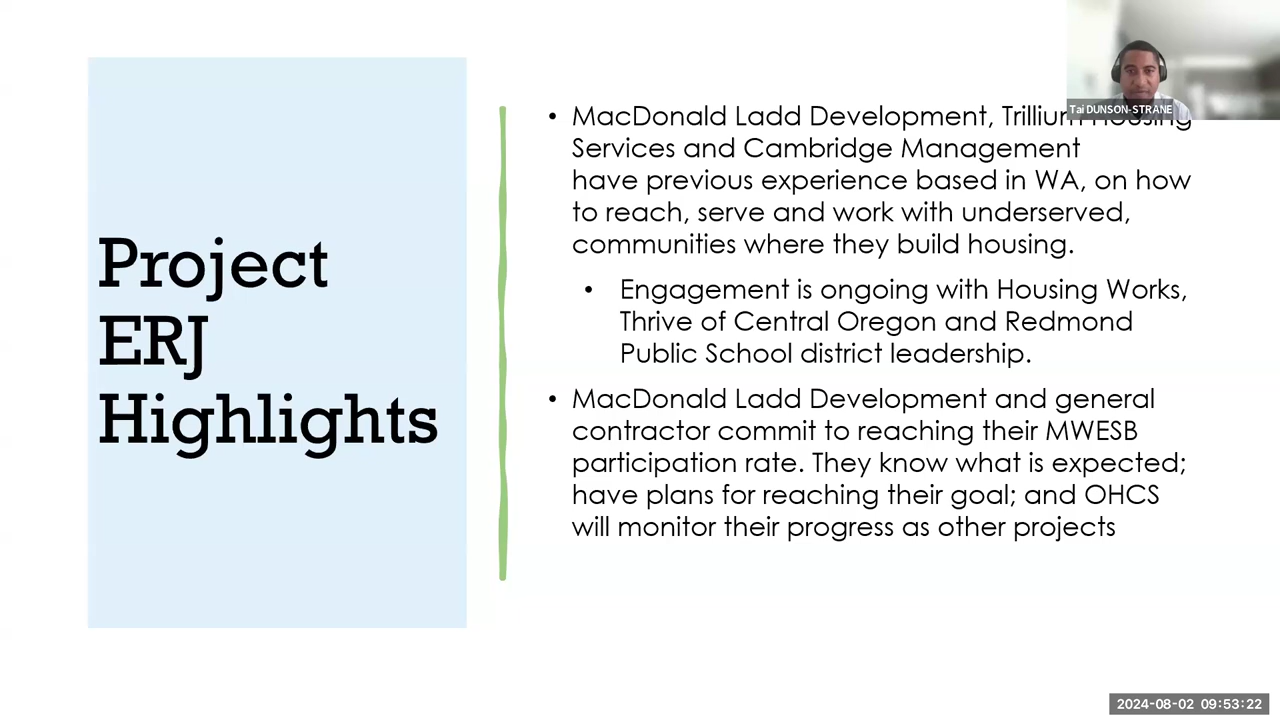 Project
ERJ
Highlights
Tai DUNSON-STRANE
• MacDonald Ladd Development, Trillium Housing
Services and Cambridge Management
have previous experience based in WA, on how
to reach, serve and work with underserved,
communities where they build housing.
• Engagement is ongoing with Housing Works,
Thrive of Central Oregon and Redmond
Public School district leadership.
• MacDonald Ladd Development and general
contractor commit to reaching their MWESB
participation rate. They know what is expected;
have plans for reaching their goal; and OHCS
will monitor their progress as other projects
2024-08-02 09:53:22